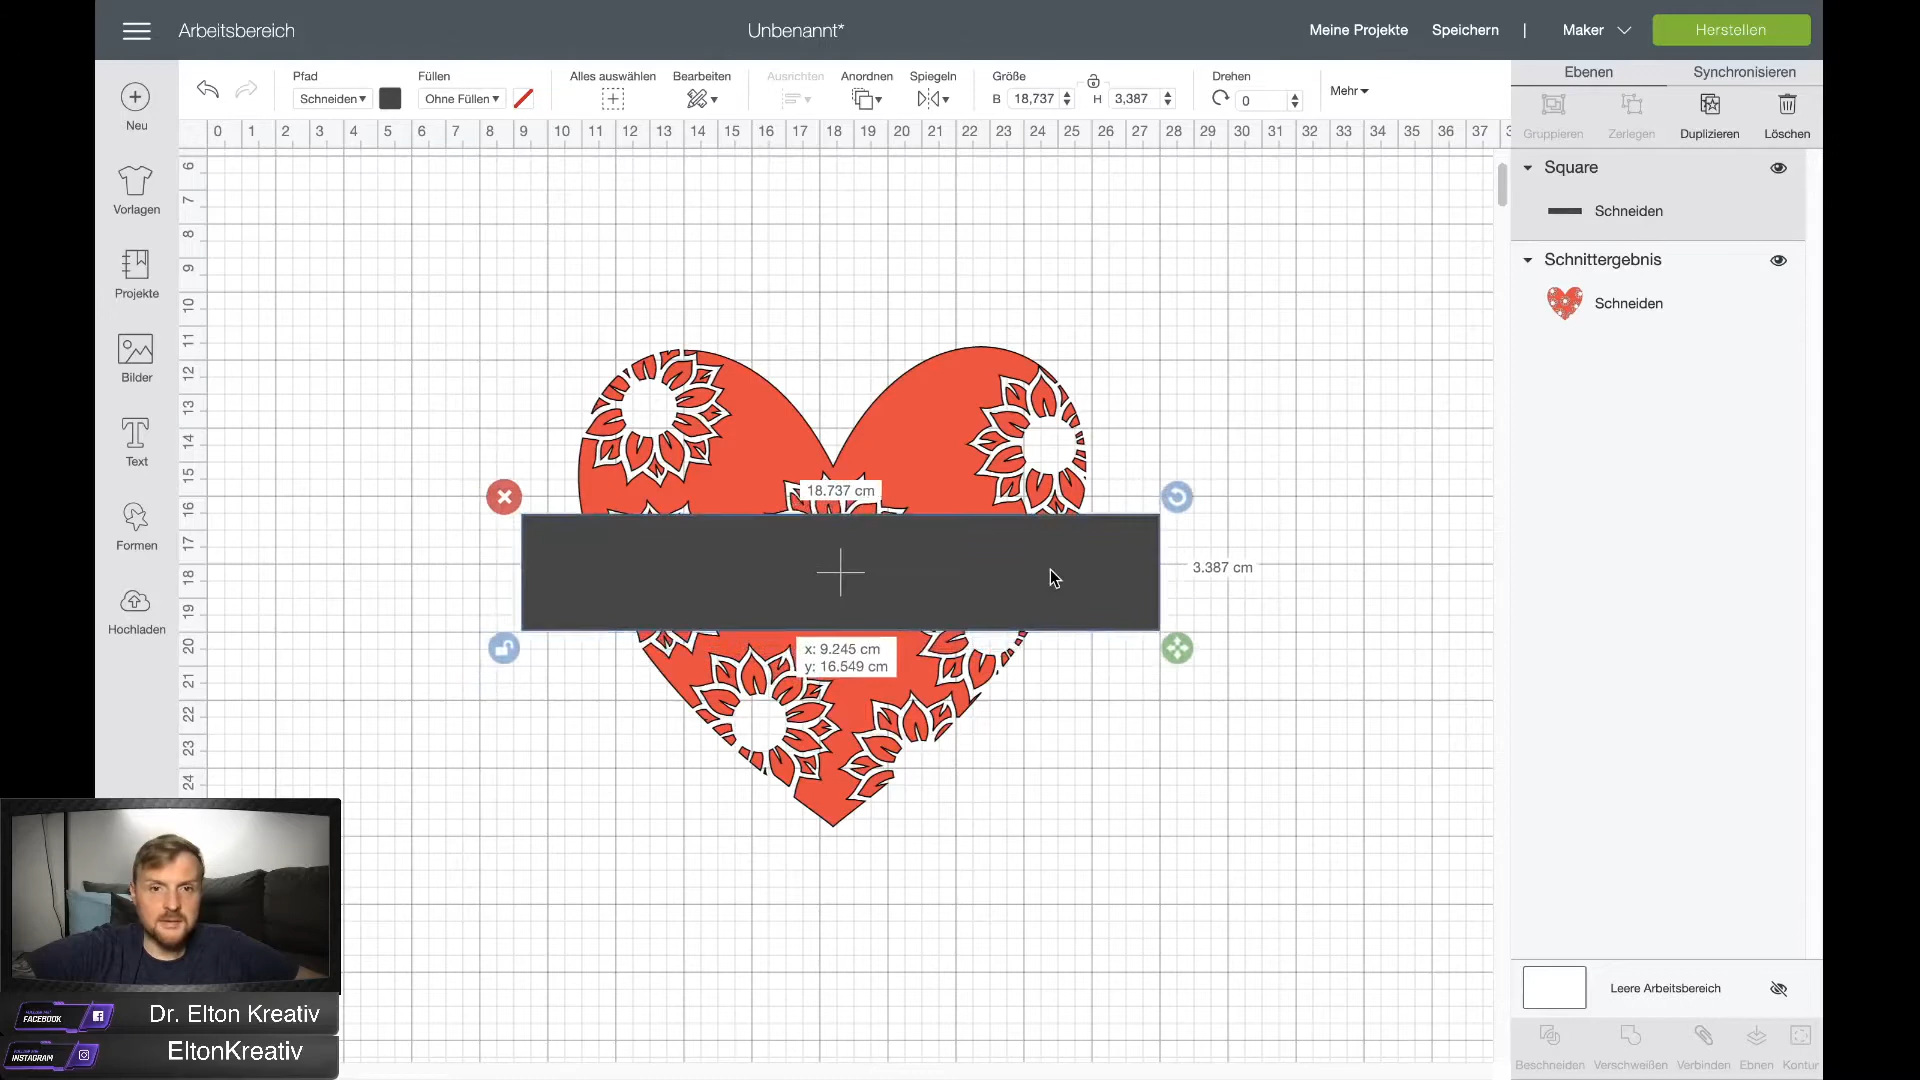 Arbeitsbereich
Unbenannt*
Meine Projekte
Speichern
|
Maker
Herstellen
Neu
Vorlagen
Projekte
Bilder
Text
Formen
Hochladen
Pfad
Schneiden
Füllen
Ohne Füllen
Alles auswählen
Bearbeiten
Ausrichten
Anordnen
Spiegeln
Größe
B 18,737
H 3,387
Drehen
0
Mehr
0 1 2 3 4 5 6 7 8 9 10 11 12 13 14 15 16 17 18 19 20 21 22 23 24 25 26 27 28 29 30 31 32 33 34 35 36 37
6
7
8
9
10
11
12
13
14
15
16
17
18
19
20
21
22
23
24
18.737 cm
3.387 cm
x: 9.245 cm
y: 16.549 cm
Ebenen
Synchronisieren
Gruppieren
Zerlegen
Duplizieren
Löschen
Square
Schneiden
Schnittergebnis
Schneiden
Leere Arbeitsbereich
Beschneiden
Verschweißen
Verbinden
Ebnen
Kontur
FACEBOOK
Dr. Elton Kreativ
INSTAGRAM
EltonKreativ